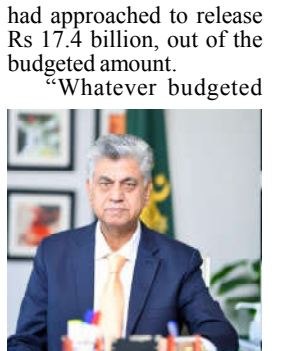 had approached to release
Rs 17.4 billion, out of the
budgeted amount.
“Whatever budgeted